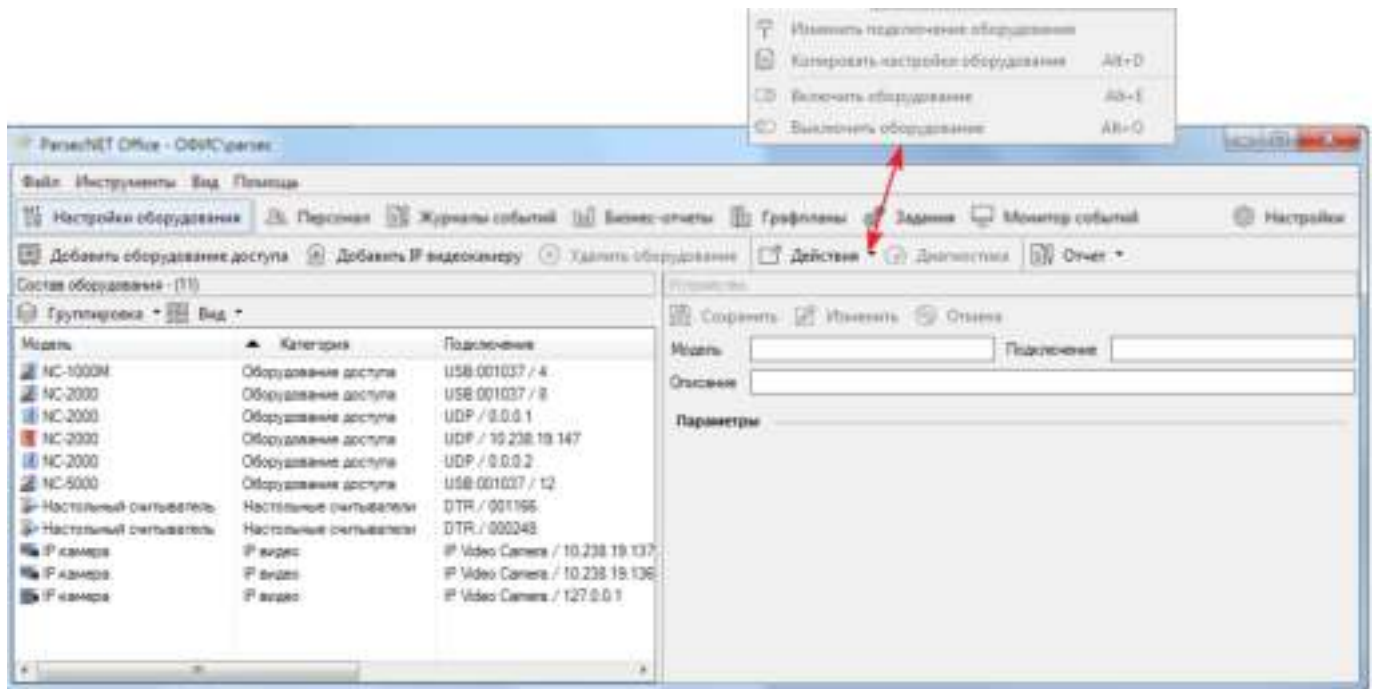 Изменить подключение оборудования
Копировать настройки оборудования Alt+D
Включить оборудование Alt+E
Выключить оборудование Alt+O
ParsecNET Office - ОФИС\parsec
Файл Инструменты Вид Помощь
Настройки оборудования Персонал Журналы событий Бизнес-отчеты Графпланы Задания Монитор событий Настройки
Добавить оборудование доступа Добавить IP видеокамеру Удалить оборудование Действия Диагностика Отчет
Состав оборудования - (11) Устройство
Группировка Вид Сохранить Изменить Отмена
Модель Категория Подключение Модель Подключение
NC-1000M Оборудование доступа USB:001037 / 4
Описание
NC-2000 Оборудование доступа USB:001037 / 8
NC-2000 Оборудование доступа UDP / 0.0.0.1
Параметры
NC-2000 Оборудование доступа UDP / 10.238.19.147
NC-2000 Оборудование доступа UDP / 0.0.0.2
NC-5000 Оборудование доступа USB:001037 / 12
Настольный считыватель Настольные считыватели DTR / 001166
Настольный считыватель Настольные считыватели DTR / 000248
IP камера IP видео IP Video Camera / 10.238.19.137
IP камера IP видео IP Video Camera / 10.238.19.136
IP камера IP видео IP Video Camera / 127.0.0.1